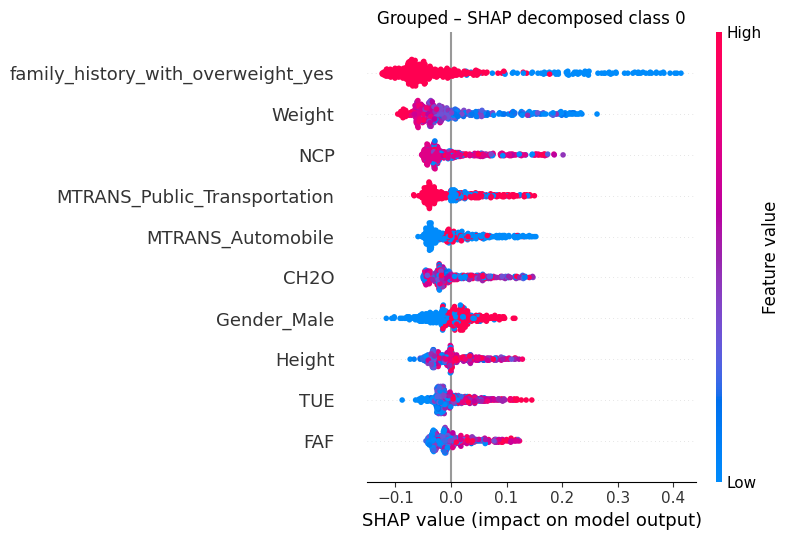 Grouped – SHAP decomposed class 0
High
family_history_with_overweight_yes
Weight
NCP
MTRANS_Public_Transportation
MTRANS_Automobile
CH2O
Gender_Male
Height
TUE
FAF
Feature value
Low
−0.1 0.0 0.1 0.2 0.3 0.4
SHAP value (impact on model output)